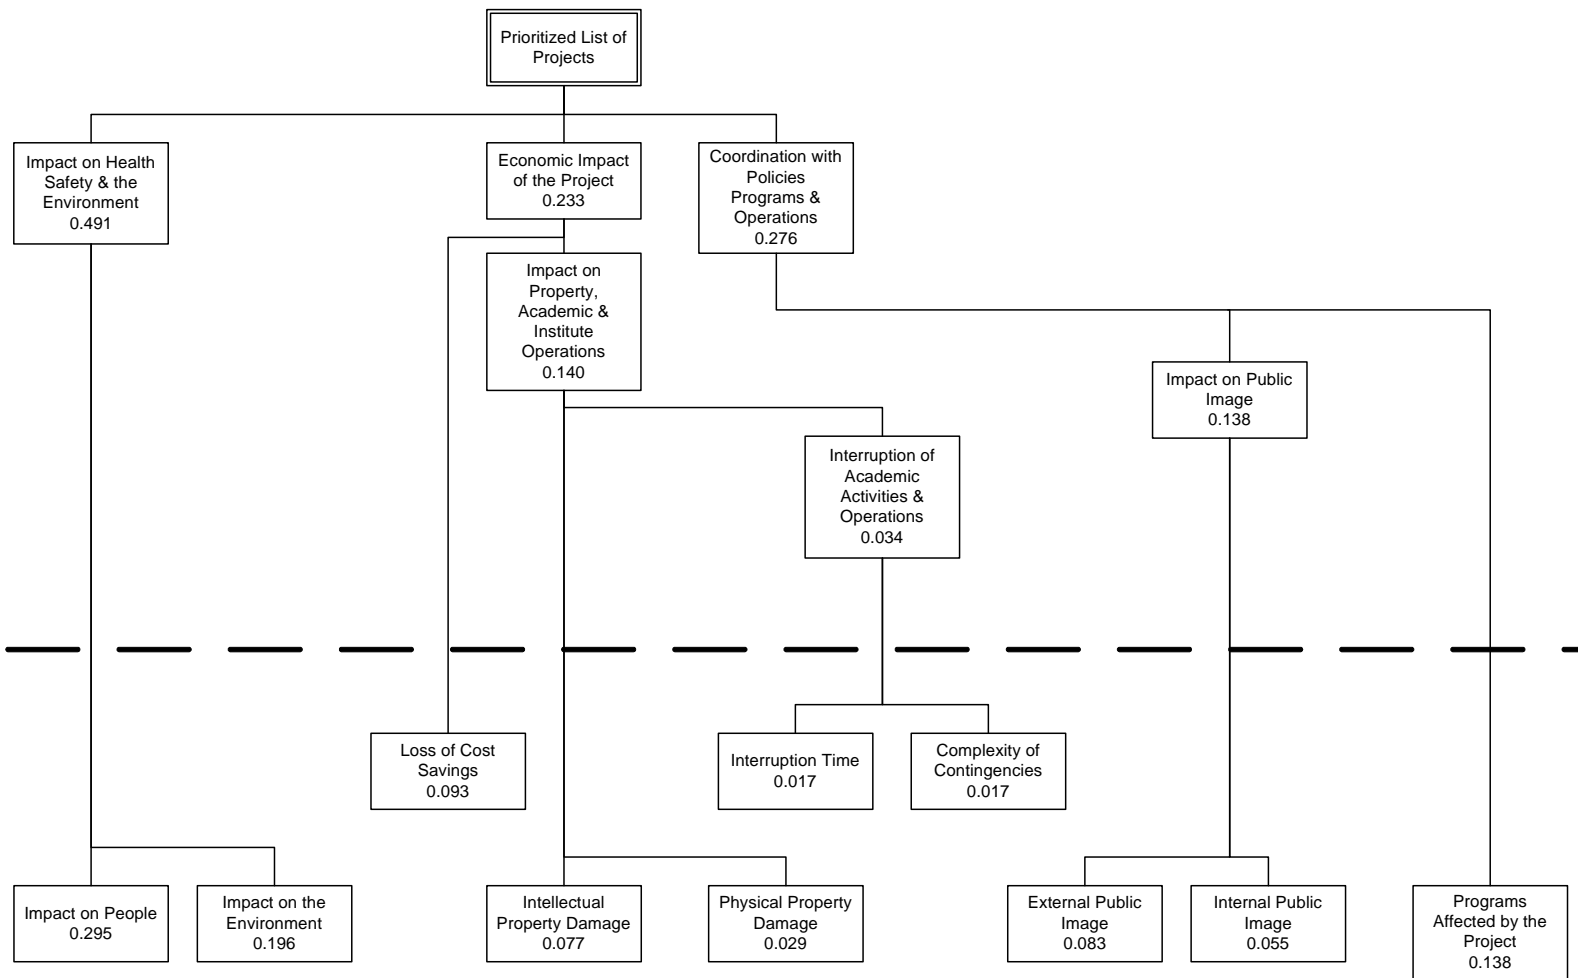 Prioritized List of
Projects
Impact on Health
Safety & the
Environment
0.491
Economic Impact
of the Project
0.233
Coordination with
Policies
Programs &
Operations
0.276
Impact on
Property,
Academic &
Institute
Operations
0.140
Impact on Public
Image
0.138
Interruption of
Academic
Activities &
Operations
0.034
Loss of Cost
Savings
0.093
Interruption Time
0.017
Complexity of
Contingencies
0.017
Impact on People
0.295
Impact on the
Environment
0.196
Intellectual
Property Damage
0.077
Physical Property
Damage
0.029
External Public
Image
0.083
Internal Public
Image
0.055
Programs
Affected by the
Project
0.138